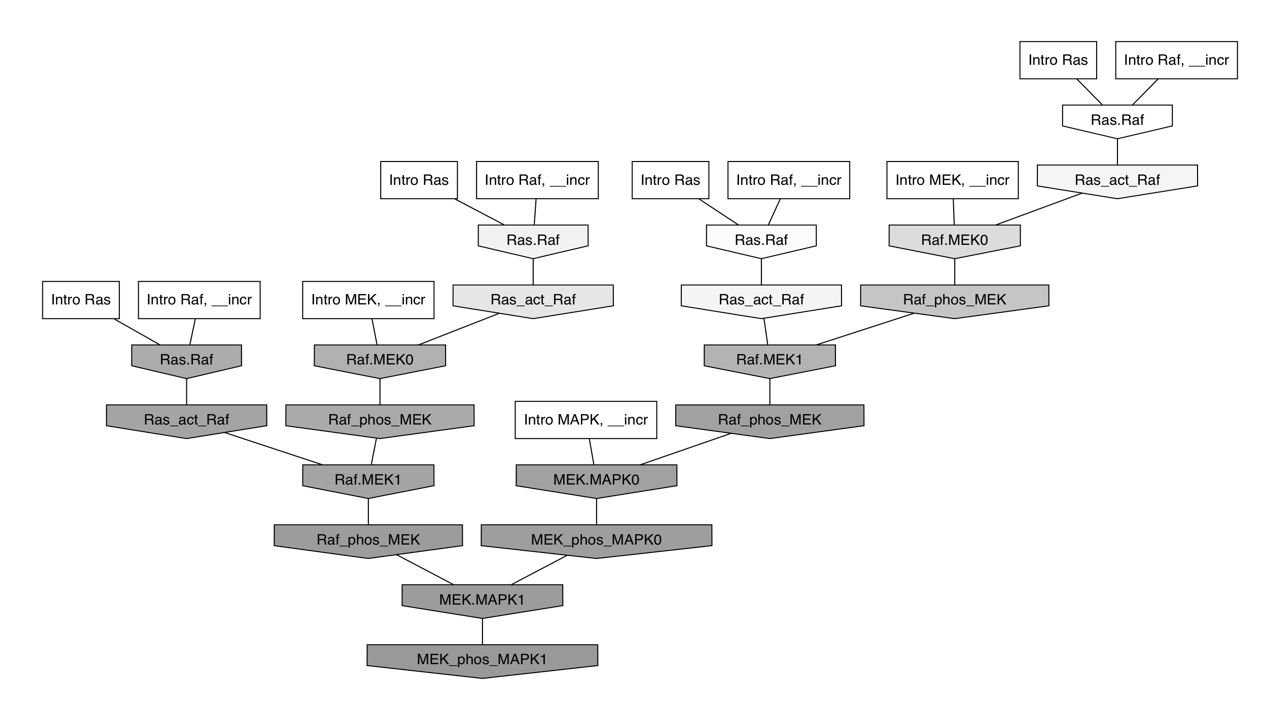 Intro Ras
Intro Raf, __incr
Ras.Raf
Intro Ras
Intro Raf, __incr
Intro Ras
Intro Raf, __incr
Intro MEK, __incr
Ras_act_Raf
Ras.Raf
Ras.Raf
Raf.MEK0
Intro Ras
Intro Raf, __incr
Intro MEK, __incr
Ras_act_Raf
Ras_act_Raf
Raf_phos_MEK
Ras.Raf
Raf.MEK0
Raf.MEK1
Ras_act_Raf
Raf_phos_MEK
Intro MAPK, __incr
Raf_phos_MEK
Raf.MEK1
MEK.MAPK0
Raf_phos_MEK
MEK_phos_MAPK0
MEK.MAPK1
MEK_phos_MAPK1